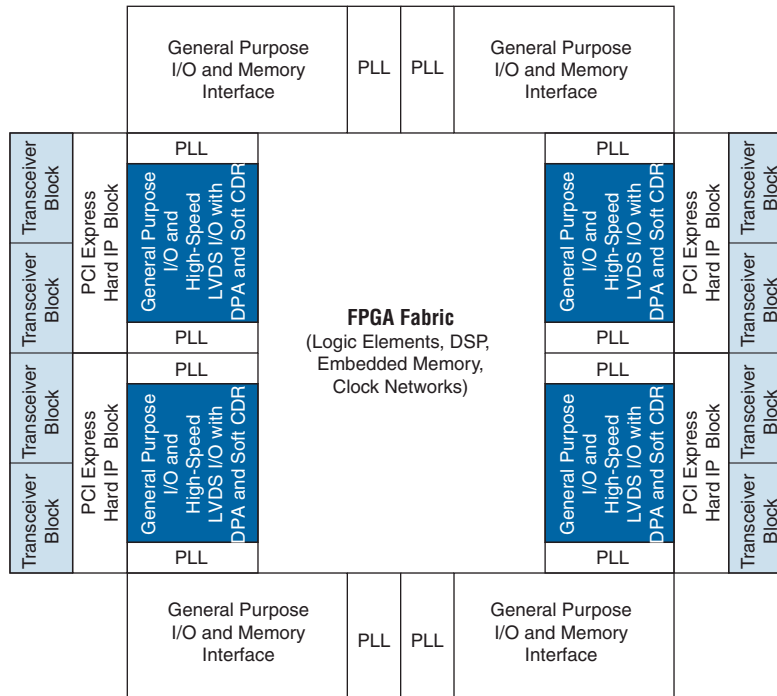 General Purpose
I/O and Memory
Interface
PLL
PLL
General Purpose
I/O and Memory
Interface
Transceiver
Block
Transceiver
Block
PCI Express
Hard IP Block
PLL
General Purpose
I/O and
High-Speed
LVDS I/O with
DPA and Soft CDR
PLL
Transceiver
Block
Transceiver
Block
PCI Express
Hard IP Block
PLL
General Purpose
I/O and
High-Speed
LVDS I/O with
DPA and Soft CDR
PLL
FPGA Fabric
(Logic Elements, DSP,
Embedded Memory,
Clock Networks)
PLL
General Purpose
I/O and
High-Speed
LVDS I/O with
DPA and Soft CDR
PLL
PCI Express
Hard IP Block
Transceiver
Block
Transceiver
Block
PLL
General Purpose
I/O and
High-Speed
LVDS I/O with
DPA and Soft CDR
PLL
PCI Express
Hard IP Block
Transceiver
Block
Transceiver
Block
General Purpose
I/O and Memory
Interface
PLL
PLL
General Purpose
I/O and Memory
Interface